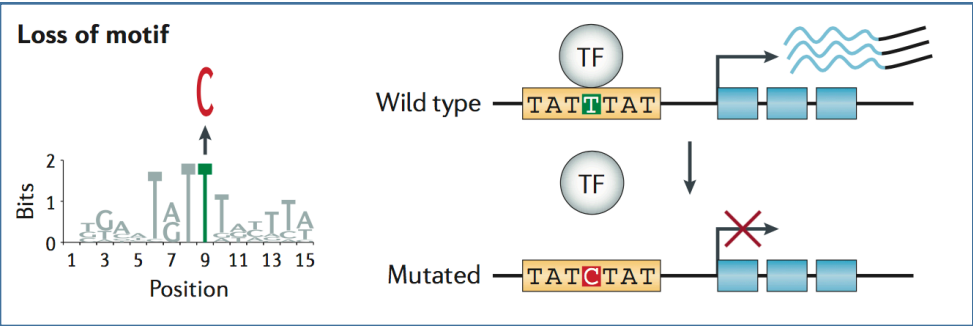 Loss of motif
C
2
1
0
Bits
T
G
A
T
A
G
T
T
T
T
T
A
1 3 5 7 9 11 13 15
Position
TF
Wild type
TATTTAT
TF
Mutated
TATCTAT